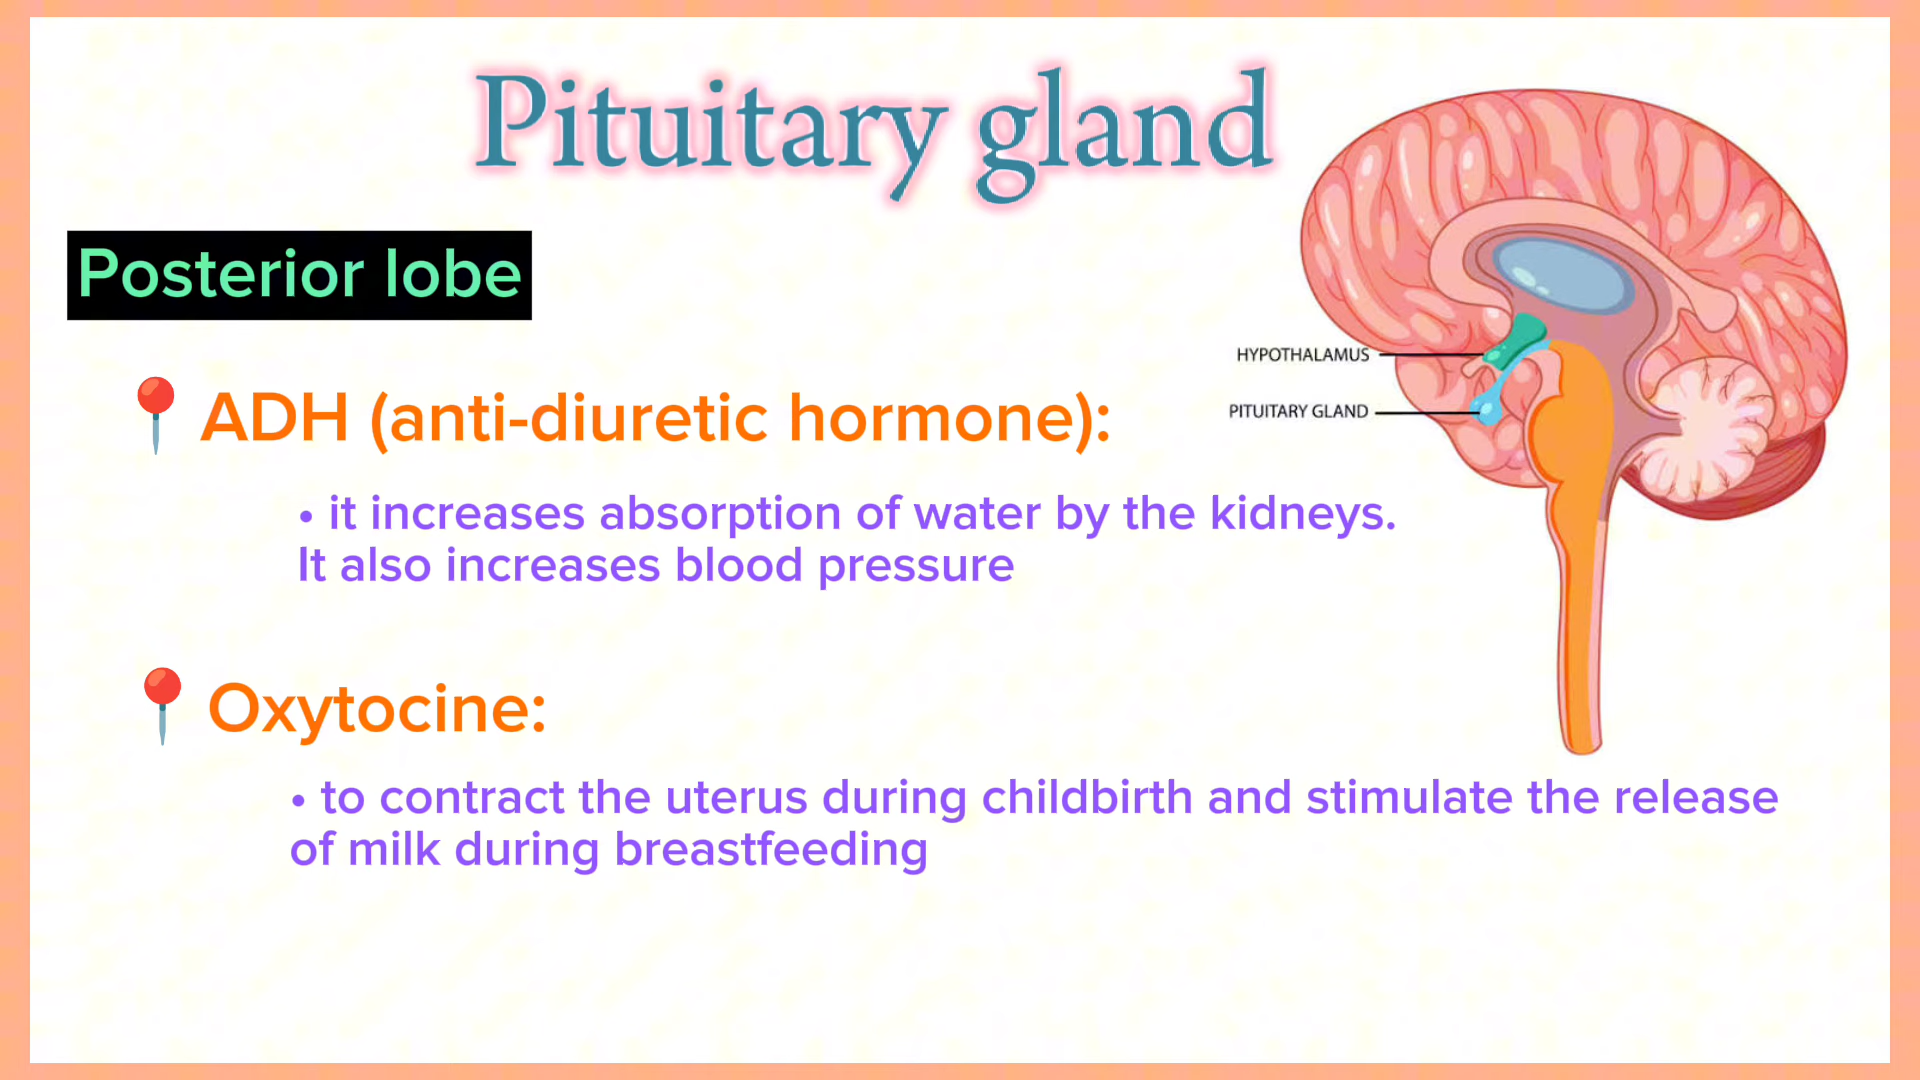 Pituitary gland
Posterior lobe
HYPOTHALAMUS
PITUITARY GLAND
📍 ADH (anti-diuretic hormone):
• it increases absorption of water by the kidneys.
It also increases blood pressure
📍 Oxytocine:
• to contract the uterus during childbirth and stimulate the release
of milk during breastfeeding